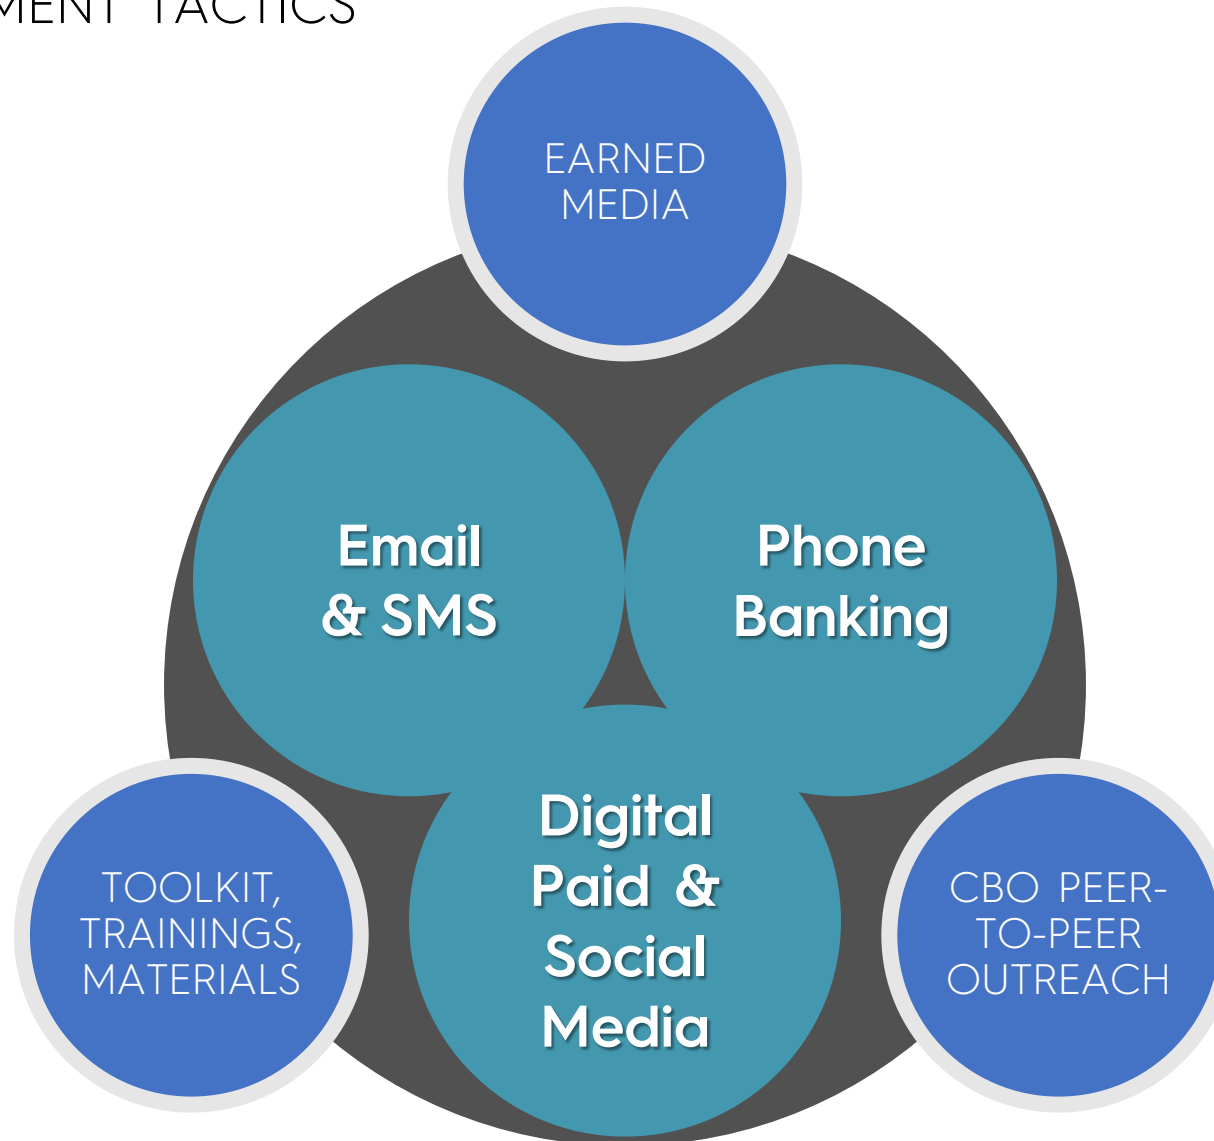 MENT TACTICS
EARNED
MEDIA
Email
& SMS
Phone
Banking
Digital
Paid &
Social
Media
TOOLKIT,
TRAININGS,
MATERIALS
CBO PEER-
TO-PEER
OUTREACH